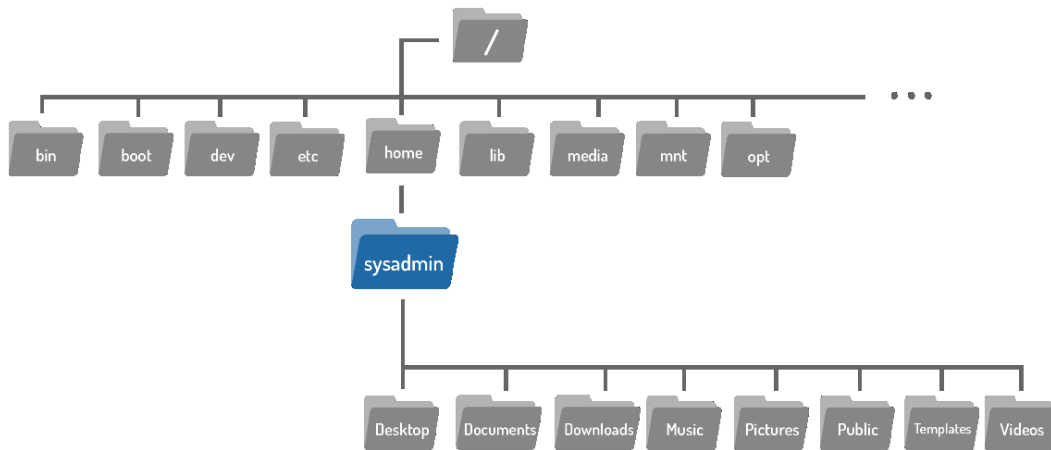 /
bin boot dev etc home lib media mnt opt
sysadmin
Desktop Documents Downloads Music Pictures Public Templates Videos